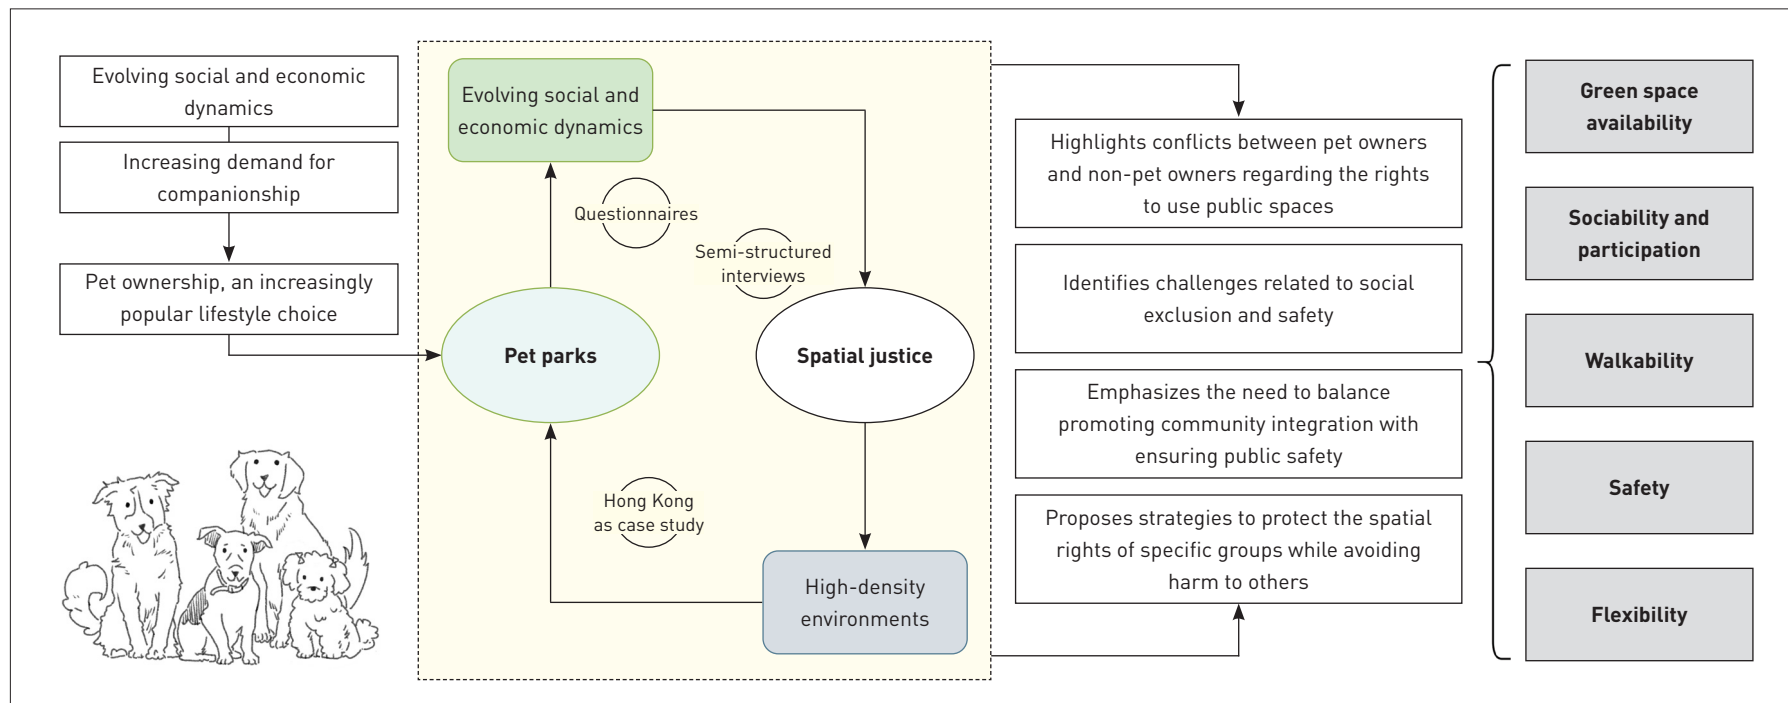 Evolving social and economic
dynamics
Increasing demand for
companionship
Pet ownership, an increasingly
popular lifestyle choice
Evolving social and
economic dynamics
Questionnaires
Semi-structured
interviews
Pet parks
Spatial justice
Hong Kong
as case study
High-density
environments
Highlights conflicts between pet owners
and non-pet owners regarding the rights
to use public spaces
Identifies challenges related to social
exclusion and safety
Emphasizes the need to balance
promoting community integration with
ensuring public safety
Proposes strategies to protect the spatial
rights of specific groups while avoiding
harm to others
Green space
availability
Sociability and
participation
Walkability
Safety
Flexibility